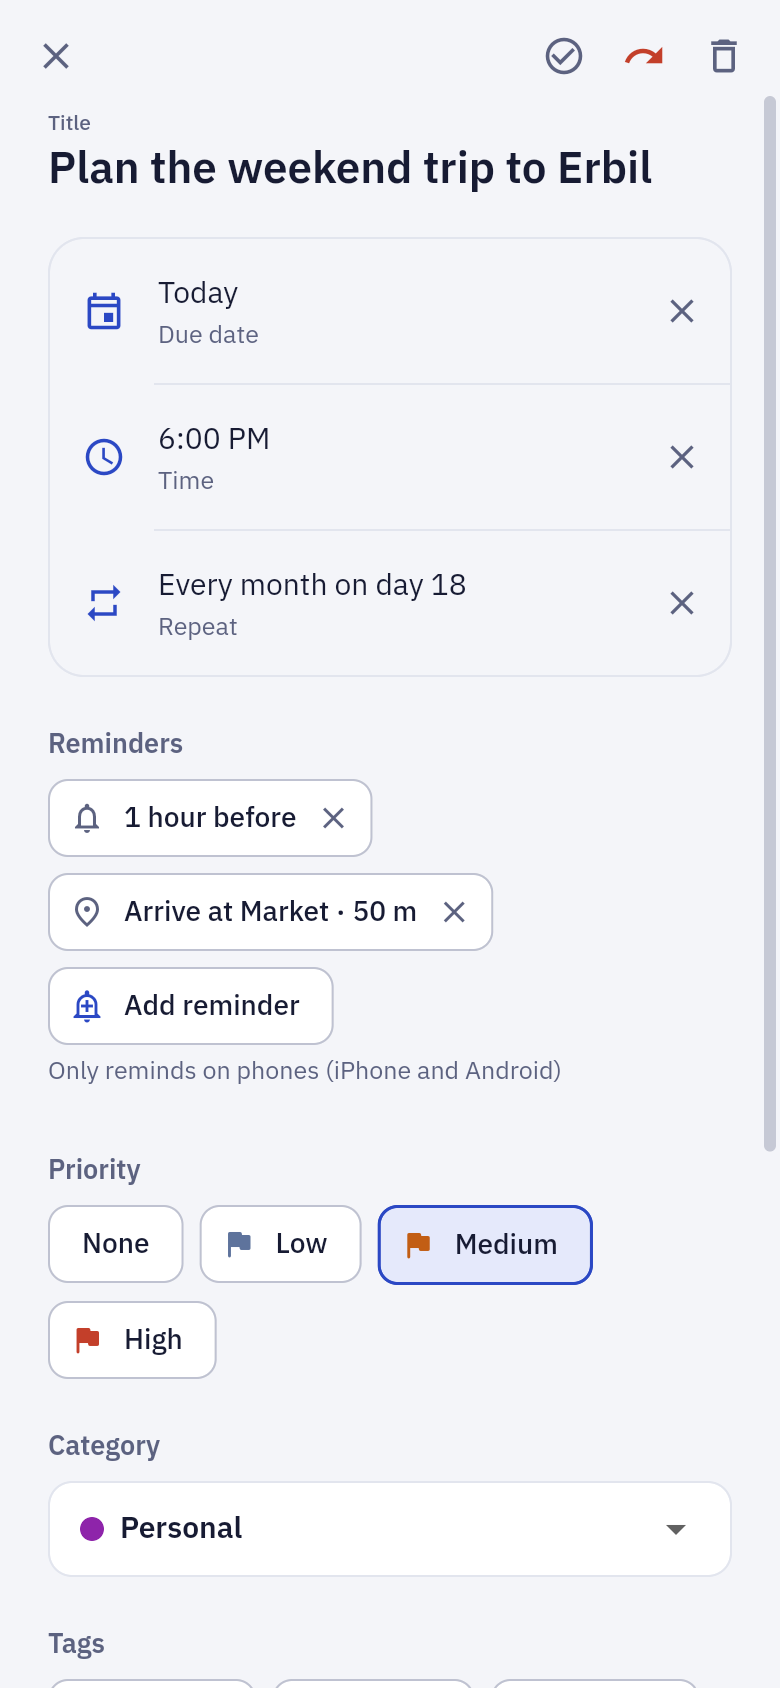 Title
Plan the weekend trip to Erbil
Today
Due date
6:00 PM
Time
Every month on day 18
Repeat
Reminders
1 hour before
Arrive at Market · 50 m
Add reminder
Only reminds on phones (iPhone and Android)
Priority
None
Low
Medium
High
Category
Personal
Tags